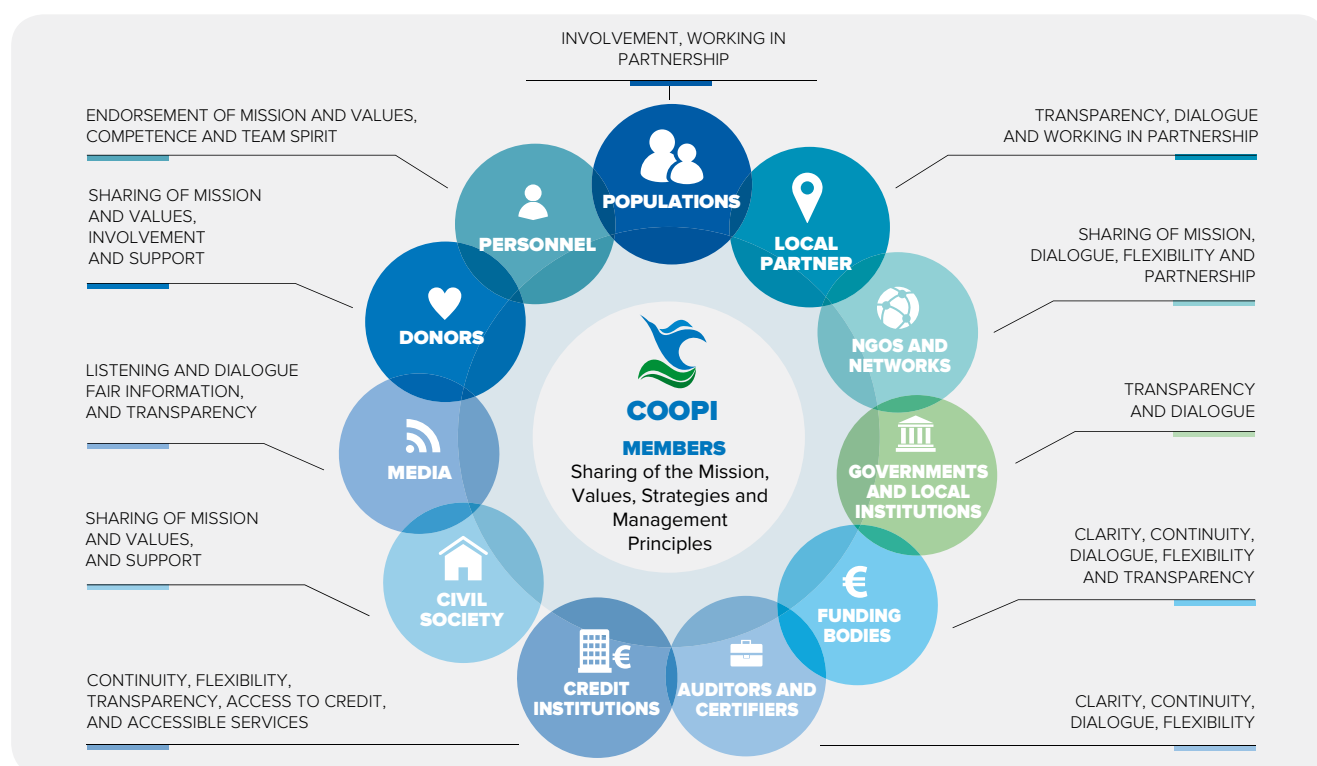 INVOLVEMENT, WORKING IN
PARTNERSHIP
ENDORSEMENT OF MISSION AND VALUES,
COMPETENCE AND TEAM SPIRIT
TRANSPARENCY, DIALOGUE
AND WORKING IN PARTNERSHIP
SHARING OF MISSION
AND VALUES,
INVOLVEMENT
AND SUPPORT
SHARING OF MISSION,
DIALOGUE, FLEXIBILITY AND
PARTNERSHIP
LISTENING AND DIALOGUE
FAIR INFORMATION,
AND TRANSPARENCY
TRANSPARENCY
AND DIALOGUE
SHARING OF MISSION
AND VALUES,
AND SUPPORT
CLARITY, CONTINUITY,
DIALOGUE, FLEXIBILITY
AND TRANSPARENCY
CONTINUITY, FLEXIBILITY,
TRANSPARENCY, ACCESS TO CREDIT,
AND ACCESSIBLE SERVICES
CLARITY, CONTINUITY,
DIALOGUE, FLEXIBILITY
POPULATIONS
PERSONNEL
LOCAL
PARTNER
DONORS
NGOS AND
NETWORKS
MEDIA
GOVERNMENTS
AND LOCAL
INSTITUTIONS
CIVIL
SOCIETY
€
FUNDING
BODIES
€
CREDIT
INSTITUTIONS
AUDITORS AND
CERTIFIERS
COOPI
MEMBERS
Sharing of the Mission,
Values, Strategies and
Management
Principles